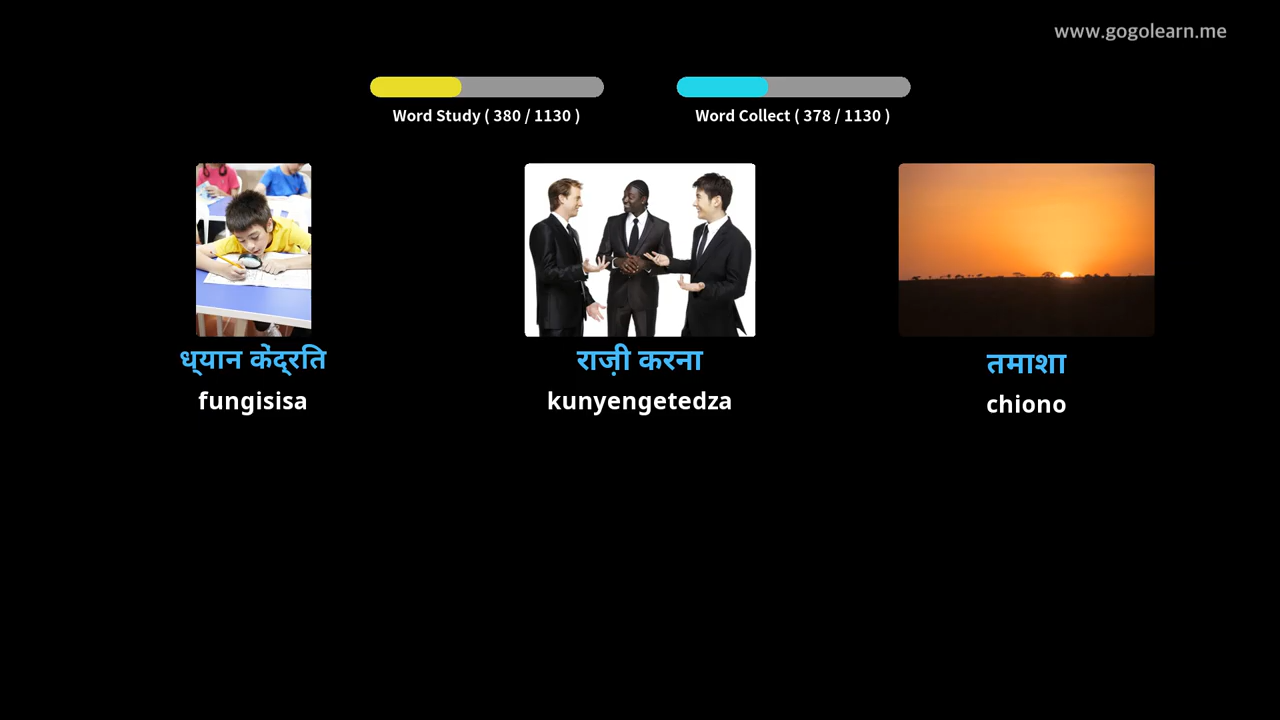 www.gogolearn.me
Word Study ( 380 / 1130 )
Word Collect ( 378 / 1130 )
ध्यान केंद्रति
राज़ी करना
तमाशा
fungisisa
kunyengetedza
chiono